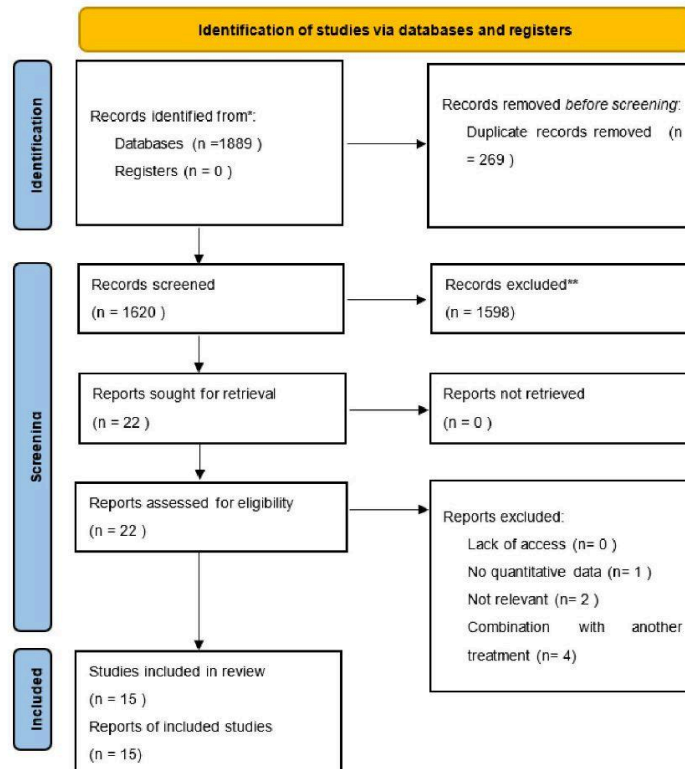 Identification of studies via databases and registers
Identification
Records identified from*:
Databases (n =1889 )
Registers (n = 0 )
Records removed before screening:
Duplicate records removed (n
= 269 )
Screening
Records screened
(n = 1620 )
Records excluded**
(n = 1598)
Reports sought for retrieval
(n = 22 )
Reports not retrieved
(n = 0 )
Reports assessed for eligibility
(n = 22 )
Reports excluded:
Lack of access (n= 0 )
No quantitative data (n= 1 )
Not relevant (n= 2 )
Combination with another
treatment (n= 4)
Included
Studies included in review
(n = 15 )
Reports of included studies
(n = 15)